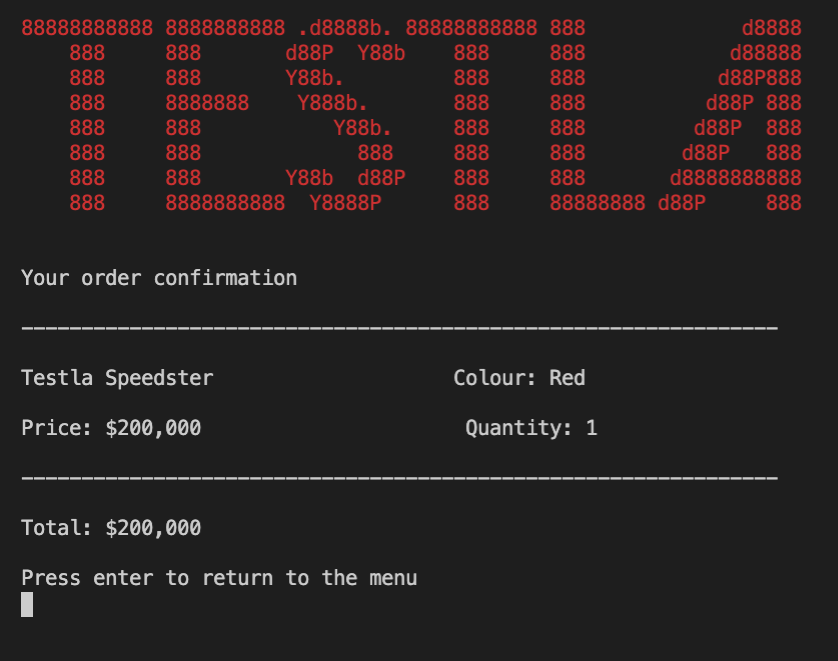 88888888888 8888888888 .d8888b. 88888888888 888             d8888
    888     888       d88P  Y88b    888     888            d88888
    888     888       Y88b.         888     888           d88P888
    888     8888888    Y888b.       888     888          d88P 888
    888     888           Y88b.     888     888         d88P  888
    888     888             888     888     888        d88P   888
    888     888       Y88b  d88P    888     888       d8888888888
    888     8888888888  Y8888P      888     88888888 d88P     888
Your order confirmation
_______________________________________________________________
Testla Speedster                    Colour: Red
Price: $200,000                      Quantity: 1
_______________________________________________________________
Total: $200,000
Press enter to return to the menu